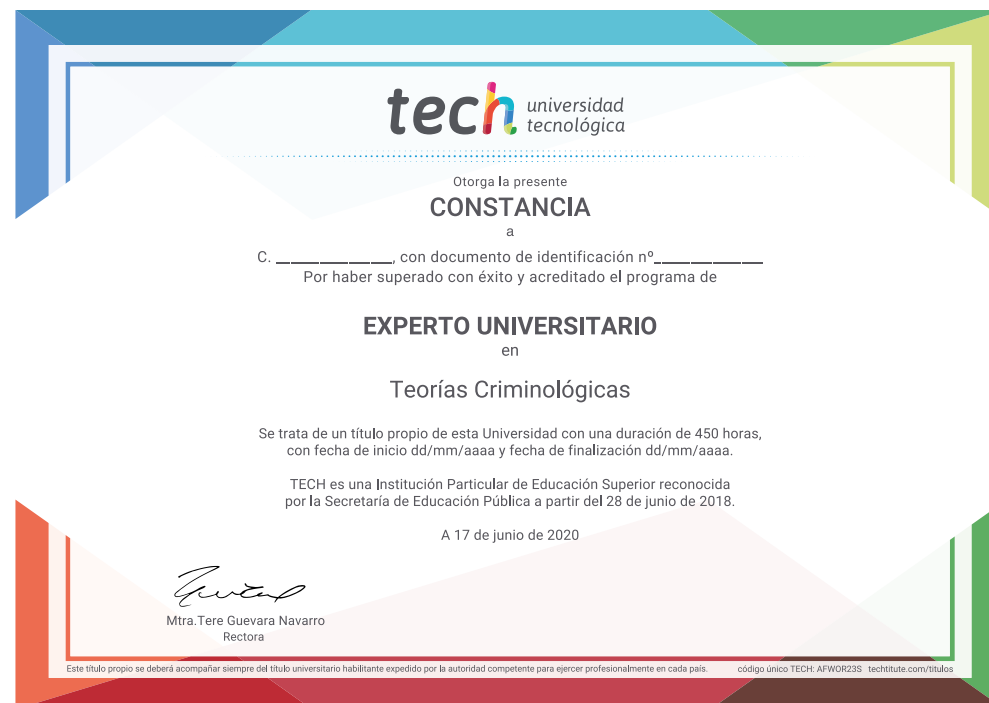 tech universidad
tecnológica
Otorga la presente
CONSTANCIA
a
C. ______________, con documento de identificación nº_____________
Por haber superado con éxito y acreditado el programa de
EXPERTO UNIVERSITARIO
en
Teorías Criminológicas
Se trata de un título propio de esta Universidad con una duración de 450 horas,
con fecha de inicio dd/mm/aaaa y fecha de finalización dd/mm/aaaa.
TECH es una Institución Particular de Educación Superior reconocida
por la Secretaría de Educación Pública a partir del 28 de junio de 2018.
A 17 de junio de 2020
Mtra.Tere Guevara Navarro
Rectora
Este título propio se deberá acompañar siempre del título universitario habilitante expedido por la autoridad competente para ejercer profesionalmente en cada país. código único TECH: AFWOR23S techtitute.com/titulos